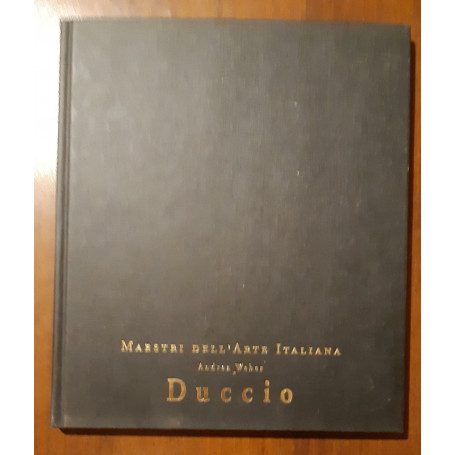 MAESTRI DELL'ARTE ITALIANA
Andrea Weber
Duccio